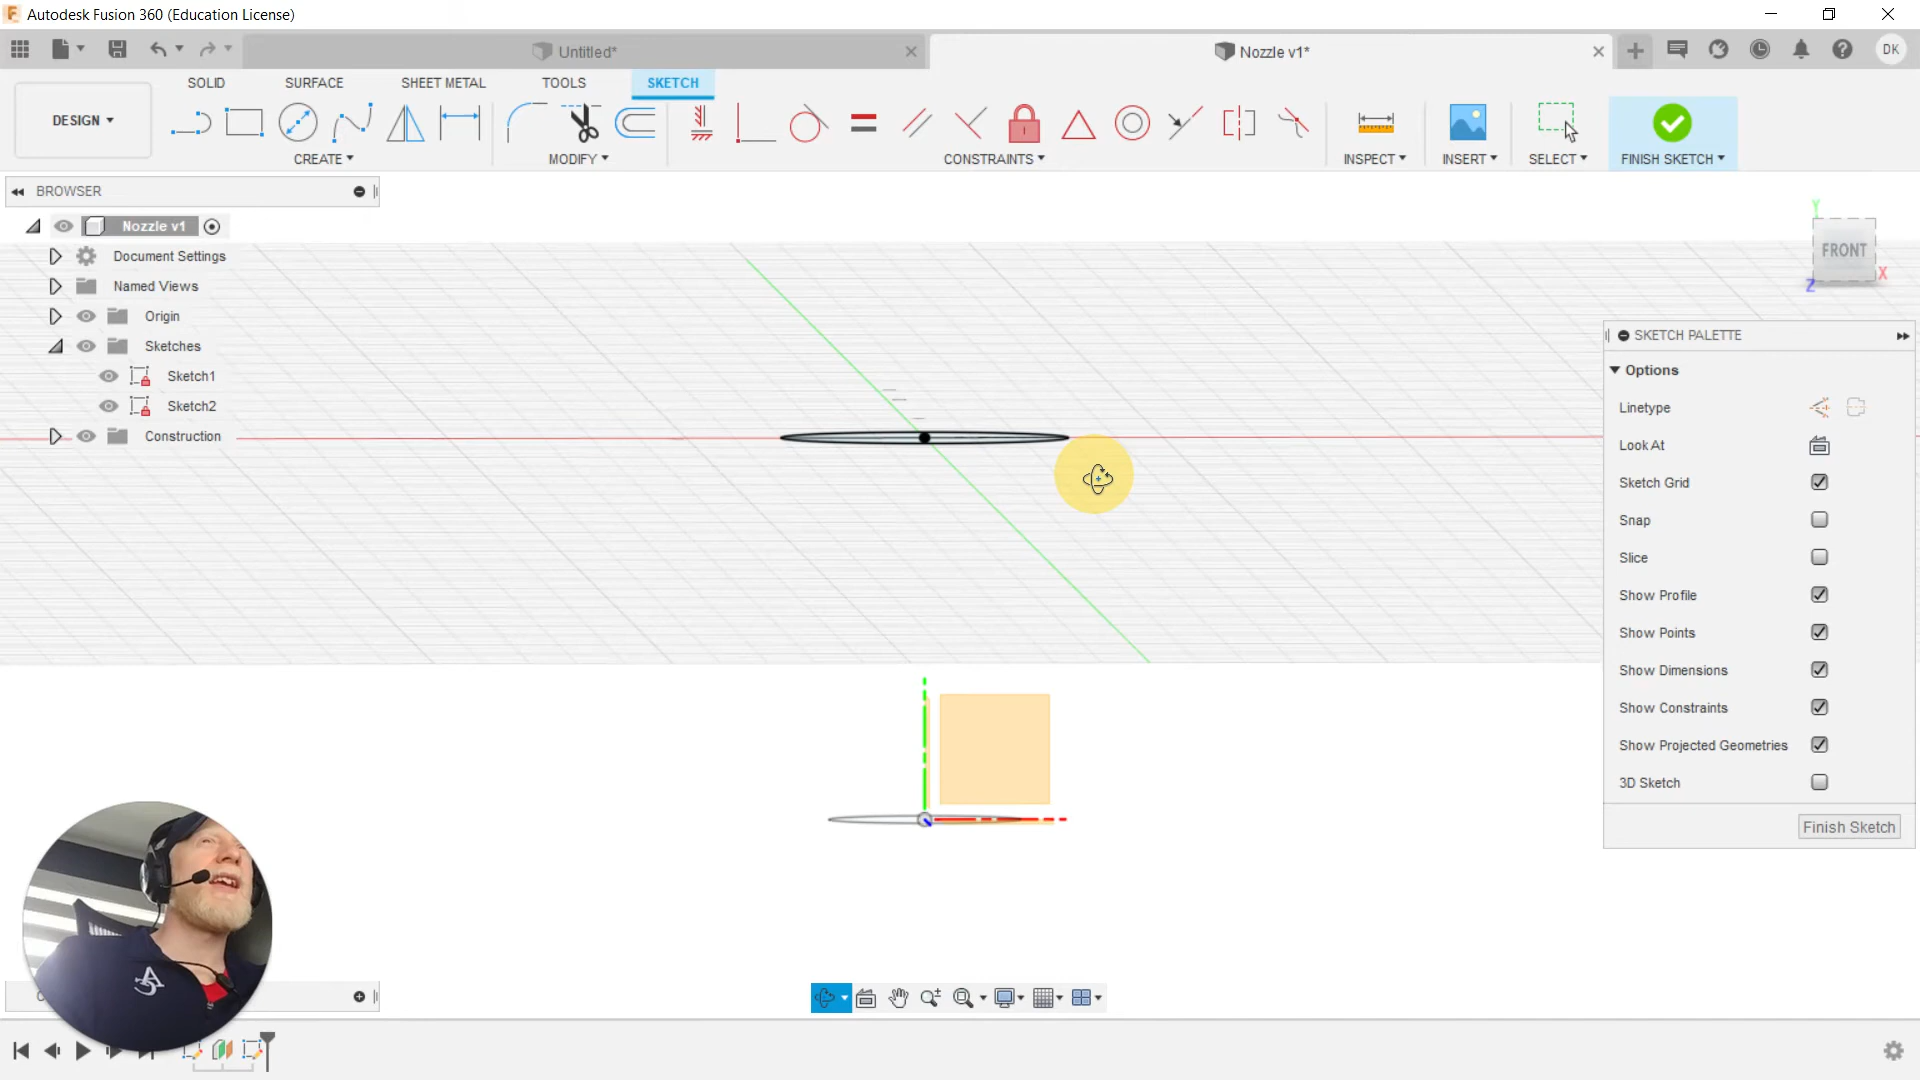 Autodesk Fusion 360 (Education License)
Untitled*
Nozzle v1*
DK
SOLID
SURFACE
SHEET METAL
TOOLS
SKETCH
DESIGN
CREATE
MODIFY
CONSTRAINTS
INSPECT
INSERT
SELECT
FINISH SKETCH
BROWSER
Nozzle v1
Document Settings
Named Views
Origin
Sketches
Sketch1
Sketch2
Construction
Y
FRONT
X
Z
SKETCH PALETTE
Options
Linetype
Look At
Sketch Grid
Snap
Slice
Show Profile
Show Points
Show Dimensions
Show Constraints
Show Projected Geometries
3D Sketch
Finish Sketch